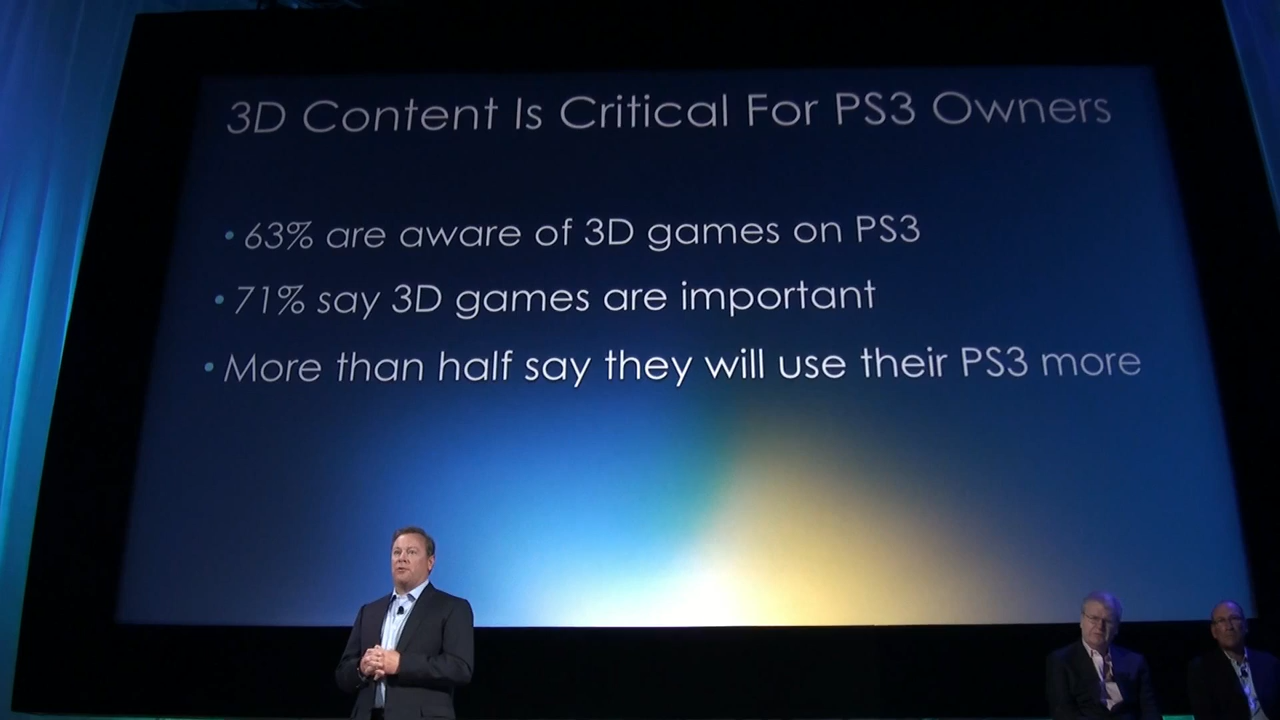 3D Content Is Critical For PS3 Owners
• 63% are aware of 3D games on PS3
• 71% say 3D games are important
• More than half say they will use their PS3 more